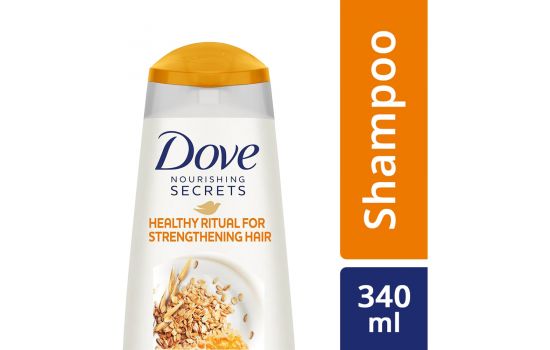 Dove
NOURISHING
SECRETS
HEALTHY RITUAL FOR
STRENGTHENING HAIR
Shampoo
340
ml